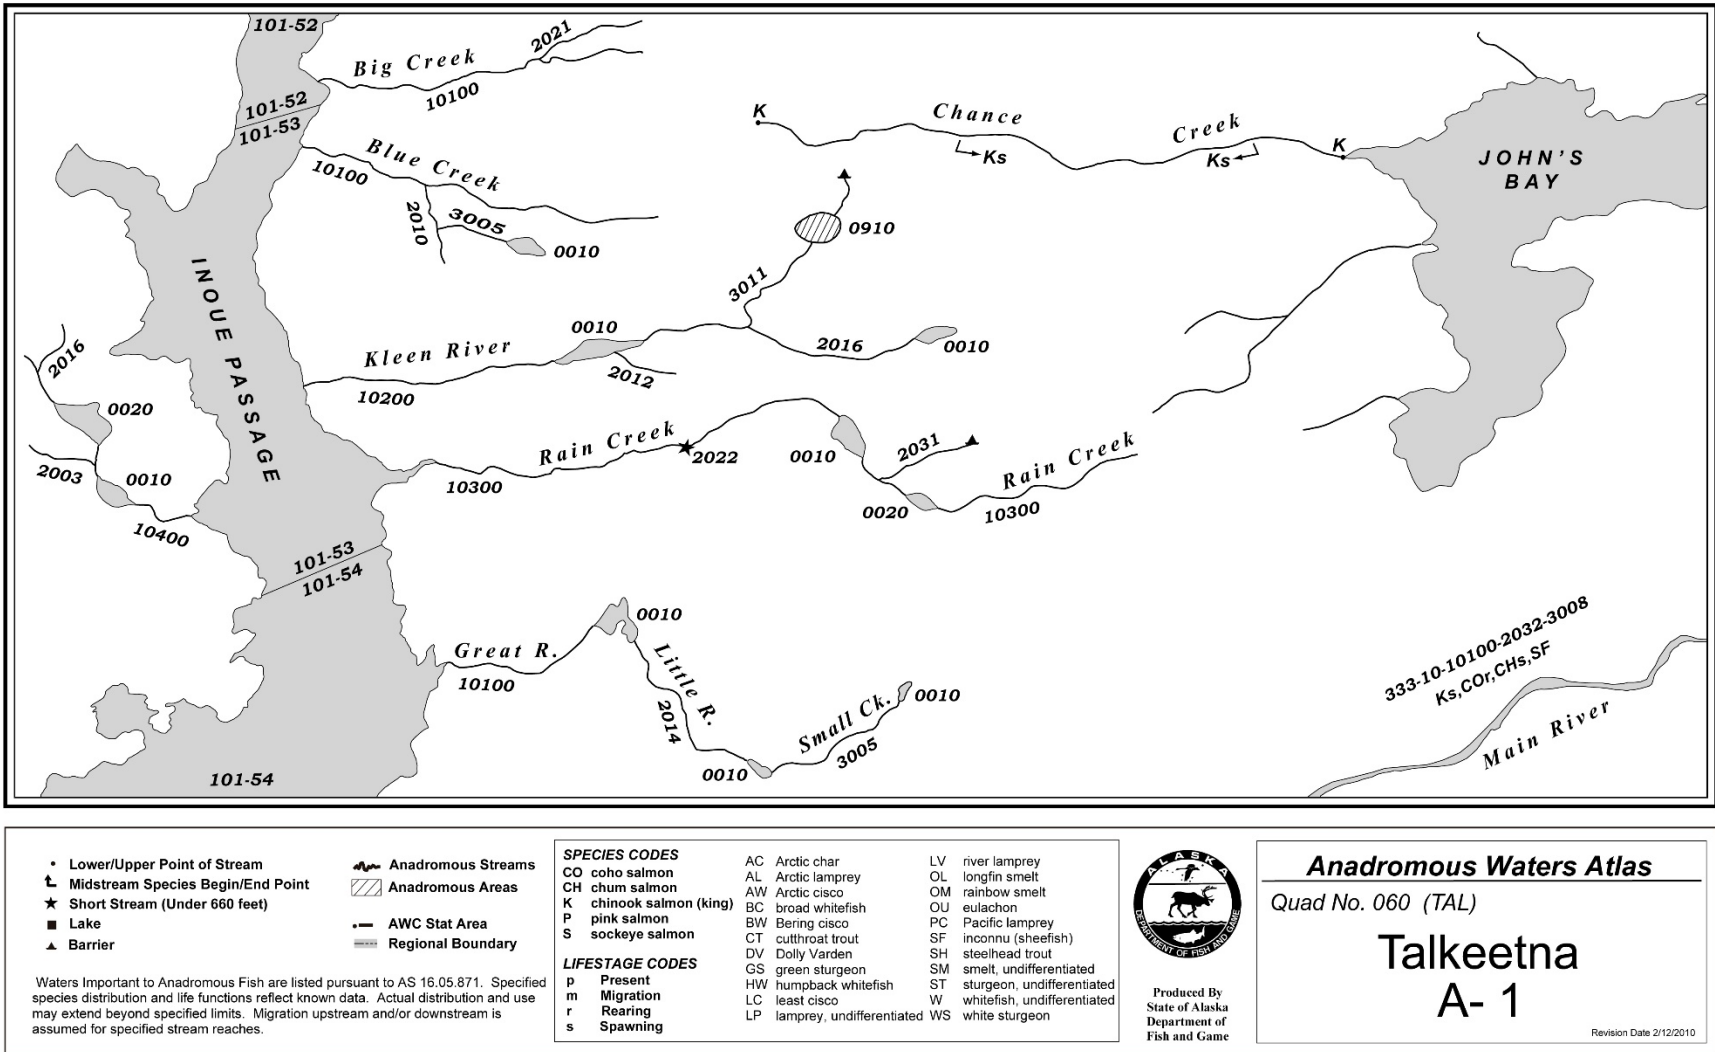 101-52
2021
Big Creek
10100
101-52
101-53
K
Chance
Creek
K
Ks
Ks
JOHN'S
BAY
Blue Creek
10100
2010
3005
0010
0910
3011
INOUE PASSAGE
0010
Kleen River
2016
0010
2012
10200
2016
0020
2003
0010
10400
Rain Creek
2022
10300
0010
2031
Rain Creek
0020
10300
101-53
101-54
0010
Great R.
10100
Little R.
2014
Small Ck.
0010
3005
0010
101-54
333-10-10100-2032-3008
Ks,COr,CHs,SF
Main River
Lower/Upper Point of Stream
Midstream Species Begin/End Point
Short Stream (Under 660 feet)
Lake
Barrier
Anadromous Streams
Anadromous Areas
AWC Stat Area
Regional Boundary
Waters Important to Anadromous Fish are listed pursuant to AS 16.05.871. Specified
species distribution and life functions reflect known data. Actual distribution and use
may extend beyond specified limits. Migration upstream and/or downstream is
assumed for specified stream reaches.
SPECIES CODES
CO coho salmon
CH chum salmon
K chinook salmon (king)
P pink salmon
S sockeye salmon
LIFESTAGE CODES
p Present
m Migration
r Rearing
s Spawning
AC Arctic char
AL Arctic lamprey
AW Arctic cisco
BC broad whitefish
BW Bering cisco
CT cutthroat trout
DV Dolly Varden
GS green sturgeon
HW humpback whitefish
LC least cisco
LP lamprey, undifferentiated
LV river lamprey
OL longfin smelt
OM rainbow smelt
OU eulachon
PC Pacific lamprey
SF inconnu (sheefish)
SH steelhead trout
SM smelt, undifferentiated
ST sturgeon, undifferentiated
W whitefish, undifferentiated
WS white sturgeon
ALASKA
DEPARTMENT OF FISH AND GAME
Produced By
State of Alaska
Department of
Fish and Game
Anadromous Waters Atlas
Quad No. 060 (TAL)
Talkeetna
A- 1
Revision Date 2/12/2010